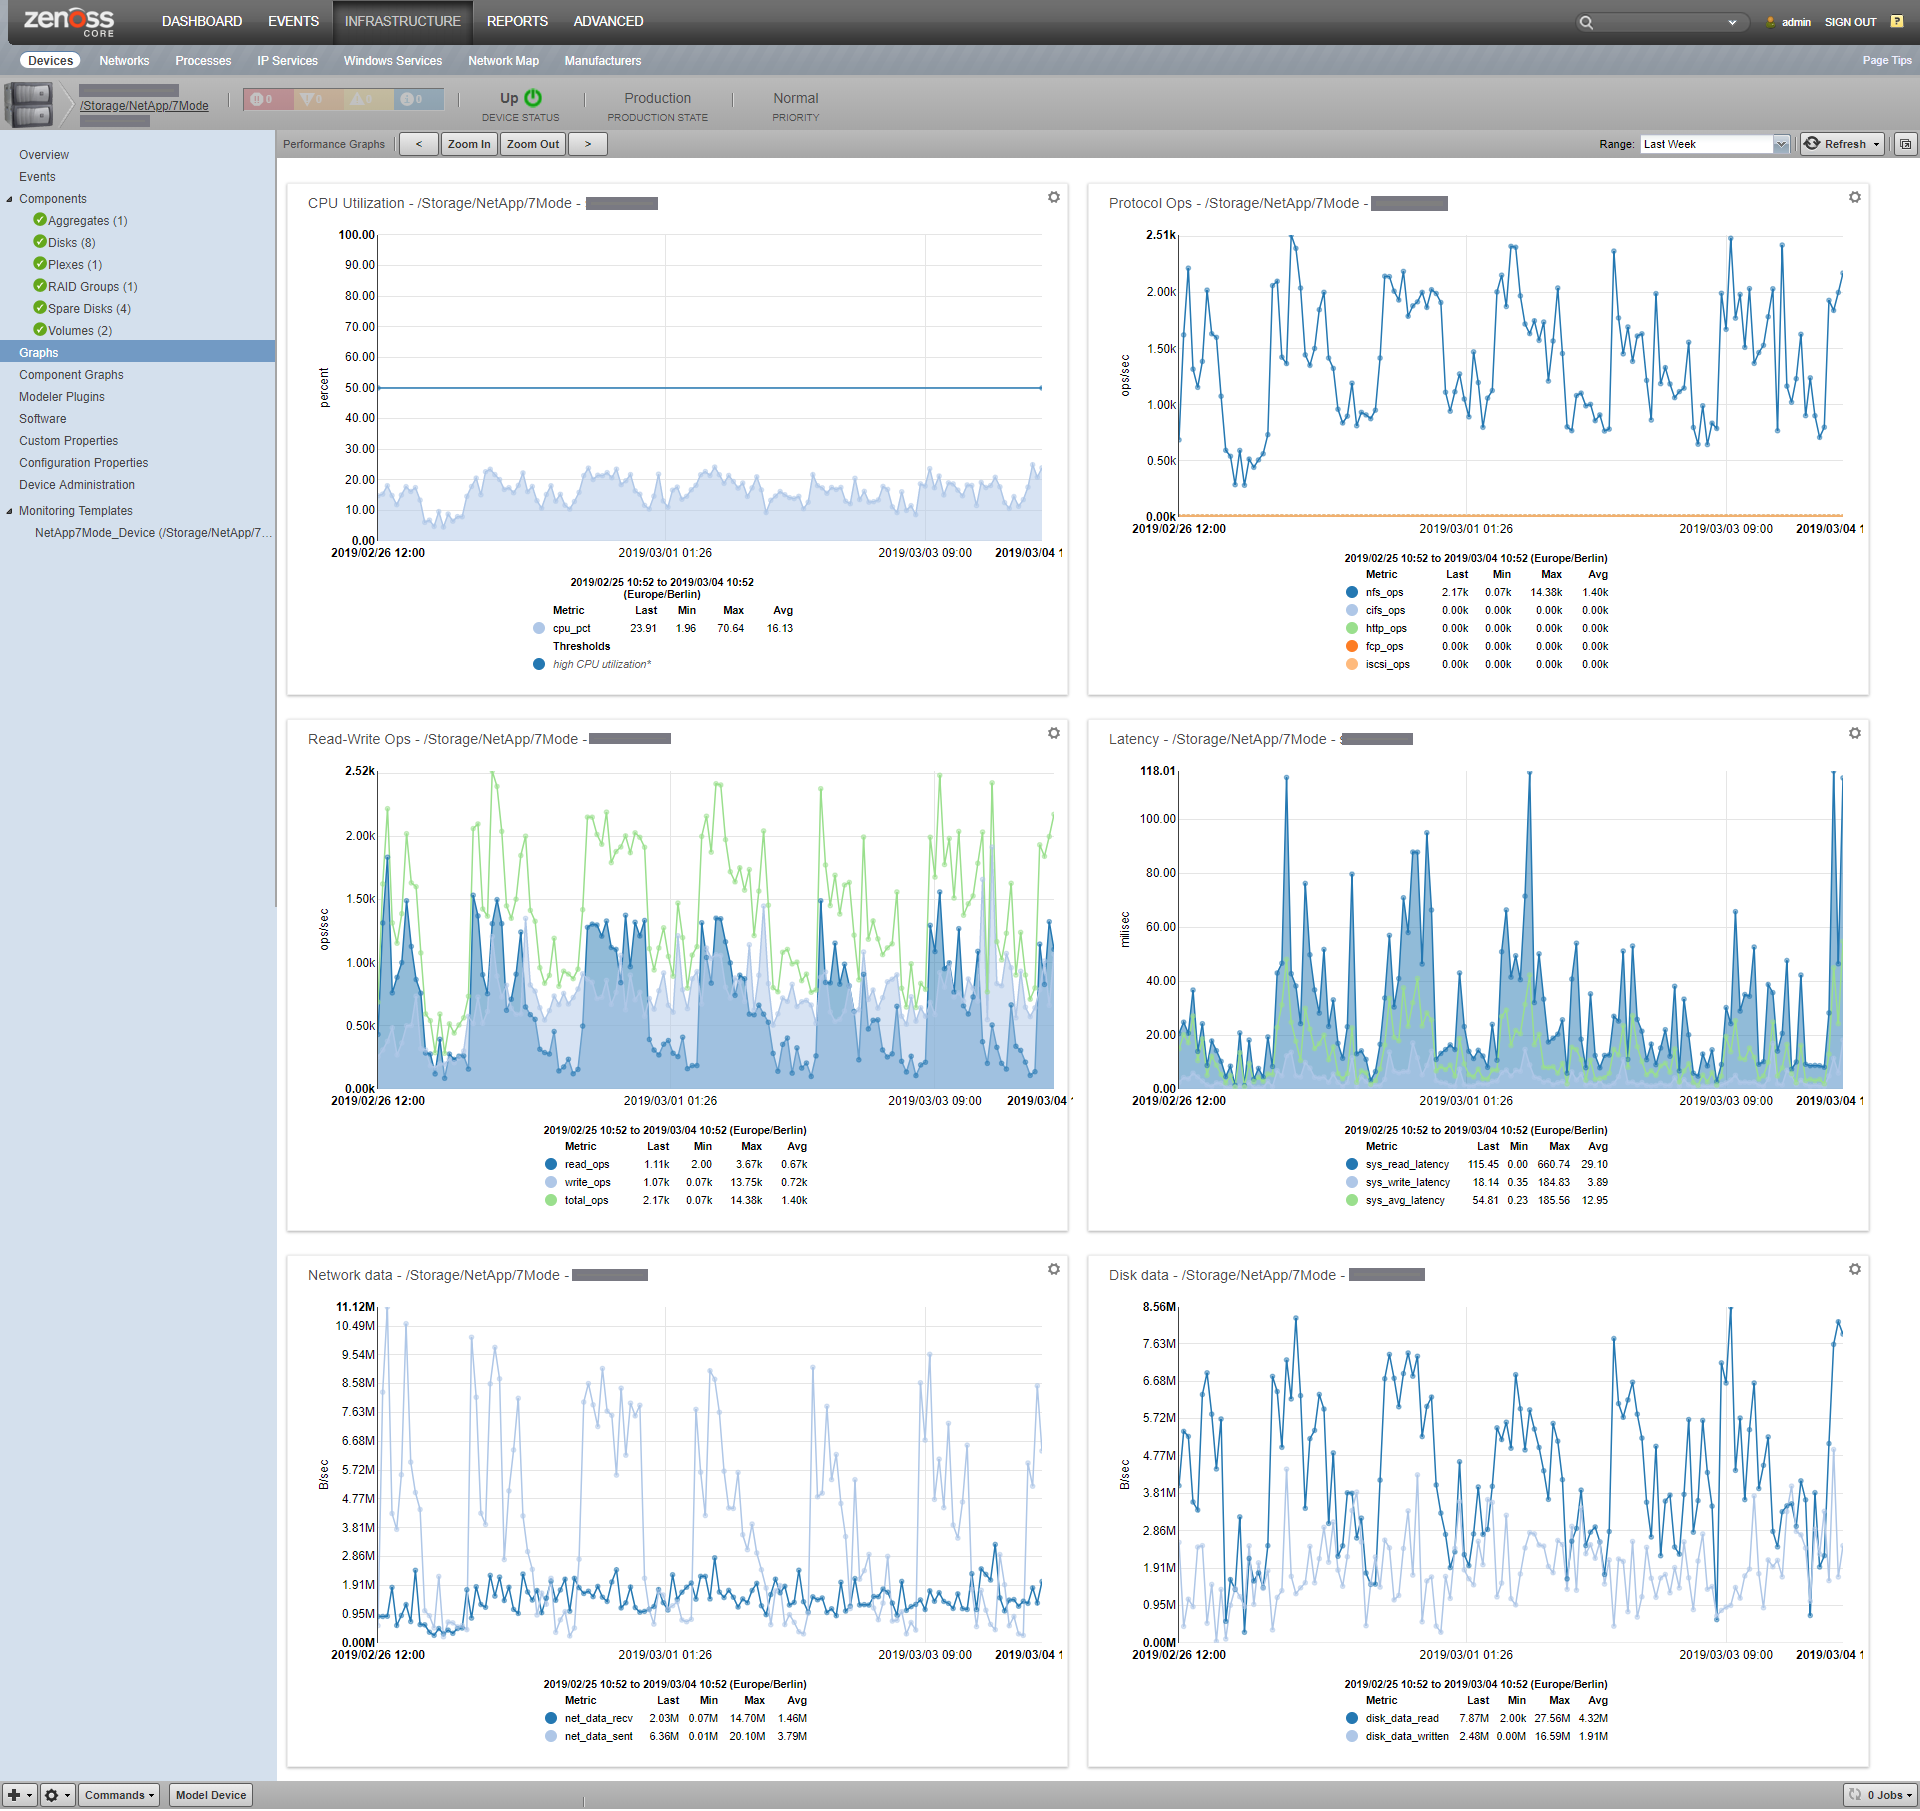 zenoss CORE
DASHBOARD EVENTS INFRASTRUCTURE REPORTS ADVANCED
admin SIGN OUT ?
Devices Networks Processes IP Services Windows Services Network Map Manufacturers Page Tips
/Storage/NetApp/7Mode
0 0 0 0
Up Production Normal
DEVICE STATUS PRODUCTION STATE PRIORITY
Overview
Events
Components
Aggregates (1)
Disks (8)
Plexes (1)
RAID Groups (1)
Spare Disks (4)
Volumes (2)
Graphs
Component Graphs
Modeler Plugins
Software
Custom Properties
Configuration Properties
Device Administration
Monitoring Templates
NetApp7Mode_Device (/Storage/NetApp/7...
Performance Graphs < Zoom In Zoom Out > Range: Last Week Refresh
CPU Utilization - /Storage/NetApp/7Mode -
100.00
90.00
80.00
70.00
60.00
50.00
40.00
30.00
20.00
10.00
0.00
percent
2019/02/26 12:00 2019/03/01 01:26 2019/03/03 09:00 2019/03/04 1
2019/02/25 10:52 to 2019/03/04 10:52
(Europe/Berlin)
Metric Last Min Max Avg
cpu_pct 23.91 1.96 70.64 16.13
Thresholds
high CPU utilization*
Protocol Ops - /Storage/NetApp/7Mode -
2.51k
2.00k
1.50k
1.00k
0.50k
0.00k
ops/sec
2019/02/26 12:00 2019/03/01 01:26 2019/03/03 09:00 2019/03/04 1
2019/02/25 10:52 to 2019/03/04 10:52 (Europe/Berlin)
Metric Last Min Max Avg
nfs_ops 2.17k 0.07k 14.38k 1.40k
cifs_ops 0.00k 0.00k 0.00k 0.00k
http_ops 0.00k 0.00k 0.00k 0.00k
fcp_ops 0.00k 0.00k 0.00k 0.00k
iscsi_ops 0.00k 0.00k 0.00k 0.00k
Read-Write Ops - /Storage/NetApp/7Mode -
2.52k
2.00k
1.50k
1.00k
0.50k
0.00k
ops/sec
2019/02/26 12:00 2019/03/01 01:26 2019/03/03 09:00 2019/03/04 1
2019/02/25 10:52 to 2019/03/04 10:52 (Europe/Berlin)
Metric Last Min Max Avg
read_ops 1.11k 2.00 3.67k 0.67k
write_ops 1.07k 0.07k 13.75k 0.72k
total_ops 2.17k 0.07k 14.38k 1.40k
Latency - /Storage/NetApp/7Mode -
118.01
100.00
80.00
60.00
40.00
20.00
0.00
milisec
2019/02/26 12:00 2019/03/01 01:26 2019/03/03 09:00 2019/03/04 1
2019/02/25 10:52 to 2019/03/04 10:52 (Europe/Berlin)
Metric Last Min Max Avg
sys_read_latency 115.45 0.00 660.74 29.10
sys_write_latency 18.14 0.35 184.83 3.89
sys_avg_latency 54.81 0.23 185.56 12.95
Network data - /Storage/NetApp/7Mode -
11.12M
10.49M
9.54M
8.58M
7.63M
6.68M
5.72M
4.77M
3.81M
2.86M
1.91M
0.95M
0.00M
B/sec
2019/02/26 12:00 2019/03/01 01:26 2019/03/03 09:00 2019/03/04 1
2019/02/25 10:52 to 2019/03/04 10:52 (Europe/Berlin)
Metric Last Min Max Avg
net_data_recv 2.03M 0.07M 14.70M 1.46M
net_data_sent 6.36M 0.01M 20.10M 3.79M
Disk data - /Storage/NetApp/7Mode -
8.56M
7.63M
6.68M
5.72M
4.77M
3.81M
2.86M
1.91M
0.95M
0.00M
B/sec
2019/02/26 12:00 2019/03/01 01:26 2019/03/03 09:00 2019/03/04 1
2019/02/25 10:52 to 2019/03/04 10:52 (Europe/Berlin)
Metric Last Min Max Avg
disk_data_read 7.87M 2.00k 27.56M 4.32M
disk_data_written 2.48M 0.00M 16.59M 1.91M
Commands Model Device 0 Jobs